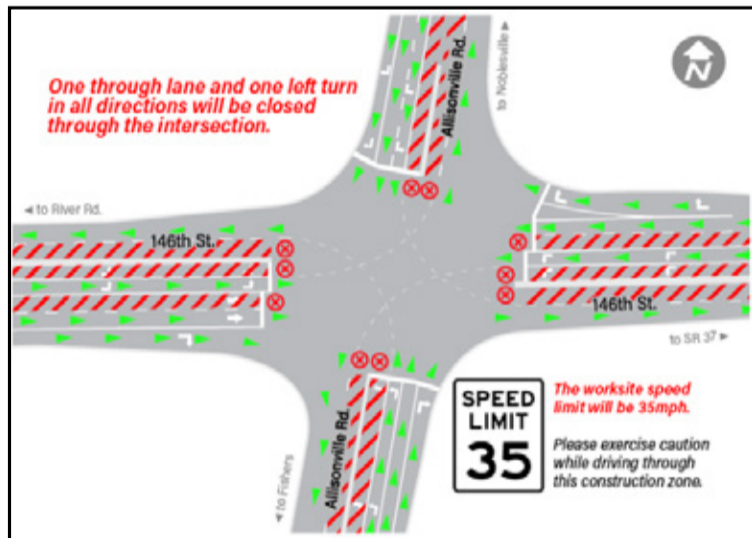 One through lane and one left turn
in all directions will be closed
through the intersection.
Allisonville Rd.
to Noblesville
N
to River Rd.
146th St.
146th St.
to SR 37
to Fishers
Allisonville Rd.
SPEED
LIMIT
35
The worksite speed
limit will be 35mph.
Please exercise caution
while driving through
this construction zone.